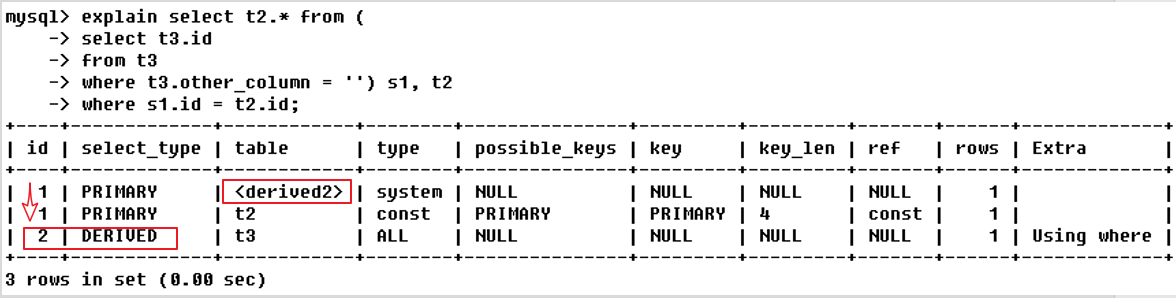 mysql> explain select t2.* from (
    -> select t3.id
    -> from t3
    -> where t3.other_column = '') s1, t2
    -> where s1.id = t2.id;
+----+-------------+------------+--------+---------------+---------+---------+-------+------+-------------+
| id | select_type | table      | type   | possible_keys | key     | key_len | ref   | rows | Extra       |
+----+-------------+------------+--------+---------------+---------+---------+-------+------+-------------+
|  1 | PRIMARY     | <derived2> | system | NULL          | NULL    | NULL    | NULL  |    1 |             |
|  1 | PRIMARY     | t2         | const  | PRIMARY       | PRIMARY | 4       | const |    1 |             |
|  2 | DERIVED     | t3         | ALL    | NULL          | NULL    | NULL    | NULL  |    1 | Using where |
+----+-------------+------------+--------+---------------+---------+---------+-------+------+-------------+
3 rows in set (0.00 sec)